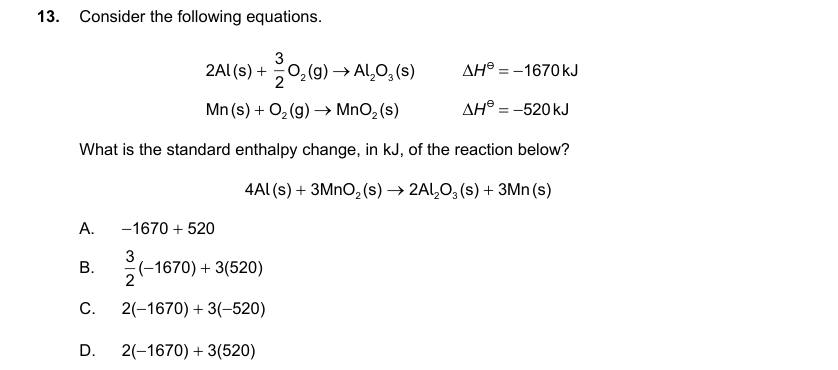 13. Consider the following equations.
2Al (s) + 3/2 O₂ (g) → Al₂O₃ (s) ΔH⦵ = −1670 kJ
Mn (s) + O₂ (g) → MnO₂ (s) ΔH⦵ = −520 kJ
What is the standard enthalpy change, in kJ, of the reaction below?
4Al (s) + 3MnO₂ (s) → 2Al₂O₃ (s) + 3Mn (s)
A. −1670 + 520
B. 3/2 (−1670) + 3(520)
C. 2(−1670) + 3(−520)
D. 2(−1670) + 3(520)